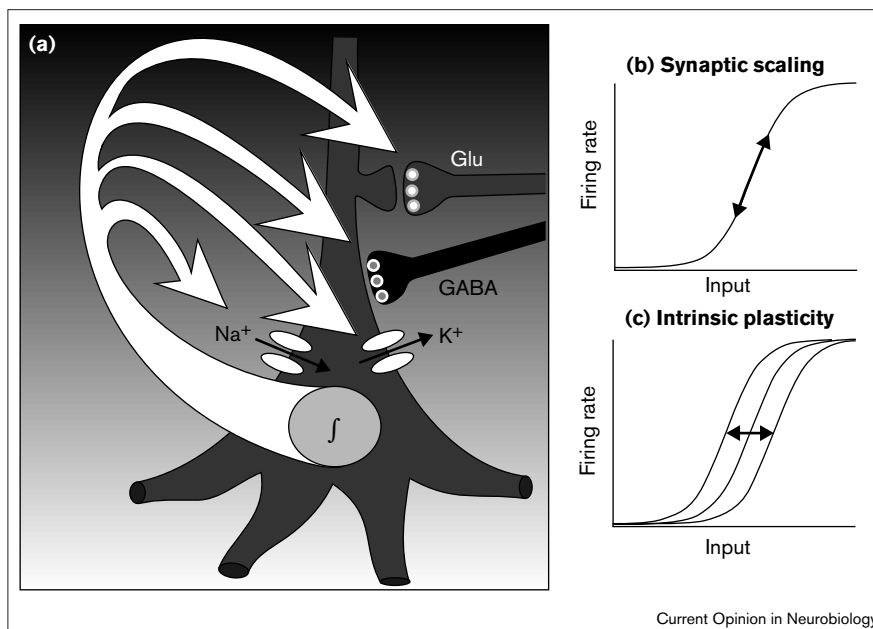 (a)
Glu
GABA
Na⁺
K⁺
∫
(b) Synaptic scaling
Firing rate
Input
(c) Intrinsic plasticity
Firing rate
Input
Current Opinion in Neurobiology